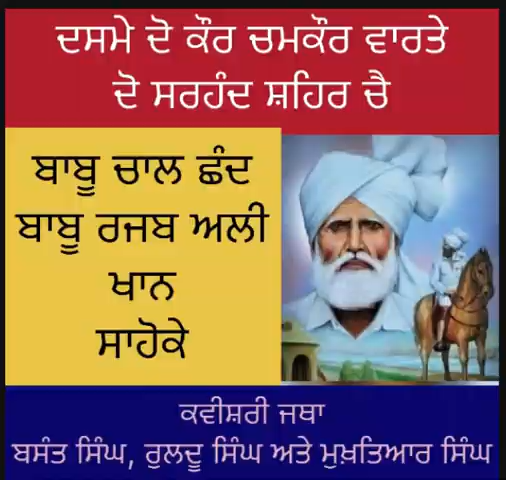 ਦਸਮੇ ਦੋ ਕੌਰ ਚਮਕੌਰ ਵਾਰਤੇ
ਦੋ ਸਰਹੰਦ ਸ਼ਹਿਰ ਚੈ
ਬਾਬੂ ਚਾਲ ਛੰਦ
ਬਾਬੂ ਰਜਬ ਅਲੀ
ਖਾਨ
ਸਾਹੋਕੇ
ਕਵੀਸ਼ਰੀ ਜਥਾ
ਬਸੰਤ ਸਿੰਘ, ਰੁਲਦੂ ਸਿੰਘ ਅਤੇ ਮੁਖ਼ਤਿਆਰ ਸਿੰਘ